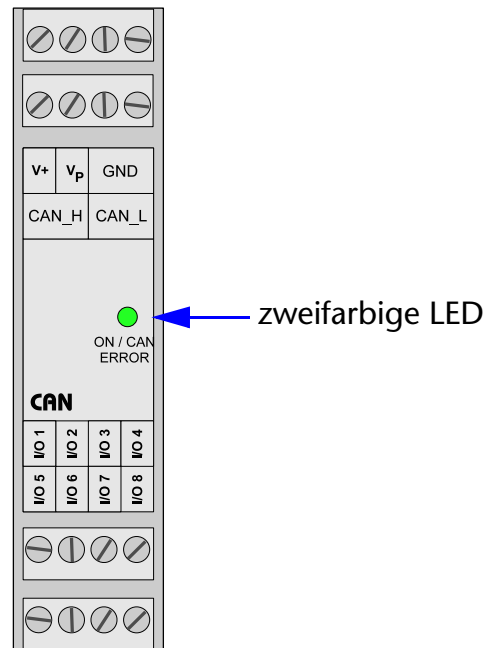 V+ VP GND
CAN_H CAN_L
zweifarbige LED
ON / CAN
ERROR
CAN
I/O 1 I/O 2 I/O 3 I/O 4
I/O 5 I/O 6 I/O 7 I/O 8